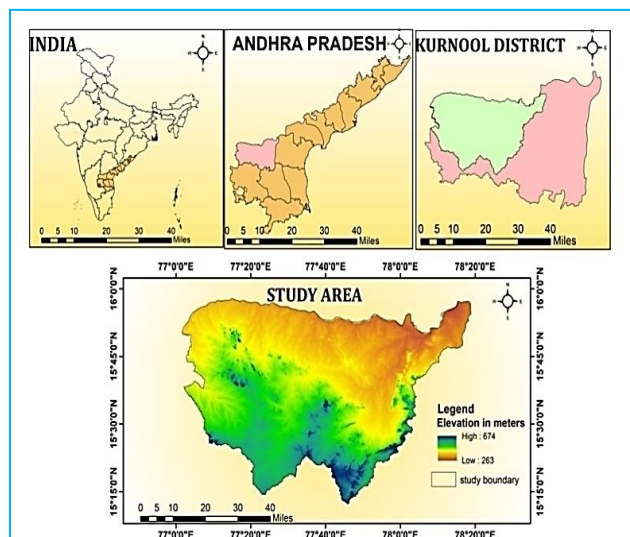 INDIA
N
W E
S
0 5 10 20 30 40
Miles
ANDHRA PRADESH
N
W E
S
0 5 10 20 30 40
Miles
KURNOOL DISTRICT
N
W E
S
0 5 10 20 30 40
Miles
77°0'0"E 77°20'0"E 77°40'0"E 78°0'0"E 78°20'0"E
STUDY AREA
N
W E
S
16°0'0"N
15°45'0"N
15°30'0"N
15°15'0"N
16°0'0"N
15°45'0"N
15°30'0"N
15°15'0"N
Legend
Elevation in meters
High : 674
Low : 263
study boundary
0 5 10 20 30 40
Miles
77°0'0"E 77°20'0"E 77°40'0"E 78°0'0"E 78°20'0"E